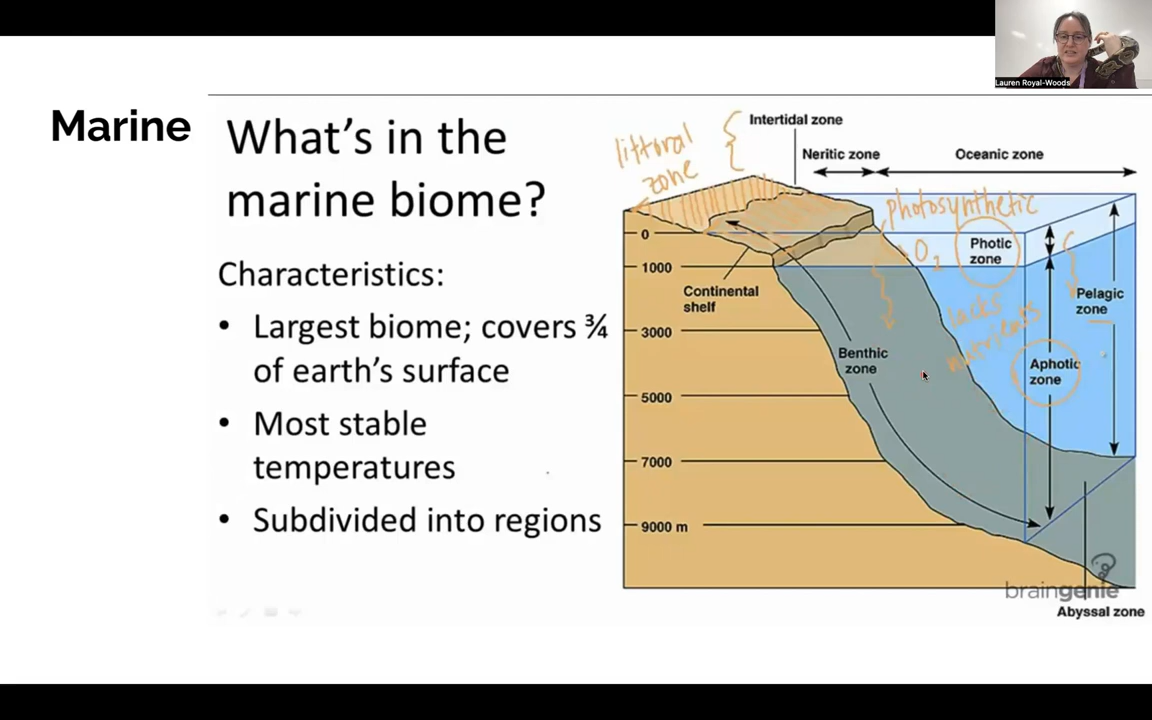 Lauren Royal-Woods
Marine
What's in the
marine biome?
Characteristics:
• Largest biome; covers ¾
of earth's surface
• Most stable
temperatures
• Subdivided into regions
littoral
zone
Intertidal zone
Neritic zone
Oceanic zone
photosynthetic
O2
Photic
zone
0
1000
3000
5000
7000
9000 m
Continental
shelf
Pelagic
zone
lacks
nutrients
Benthic
zone
Aphotic
zone
braingenie
Abyssal zone